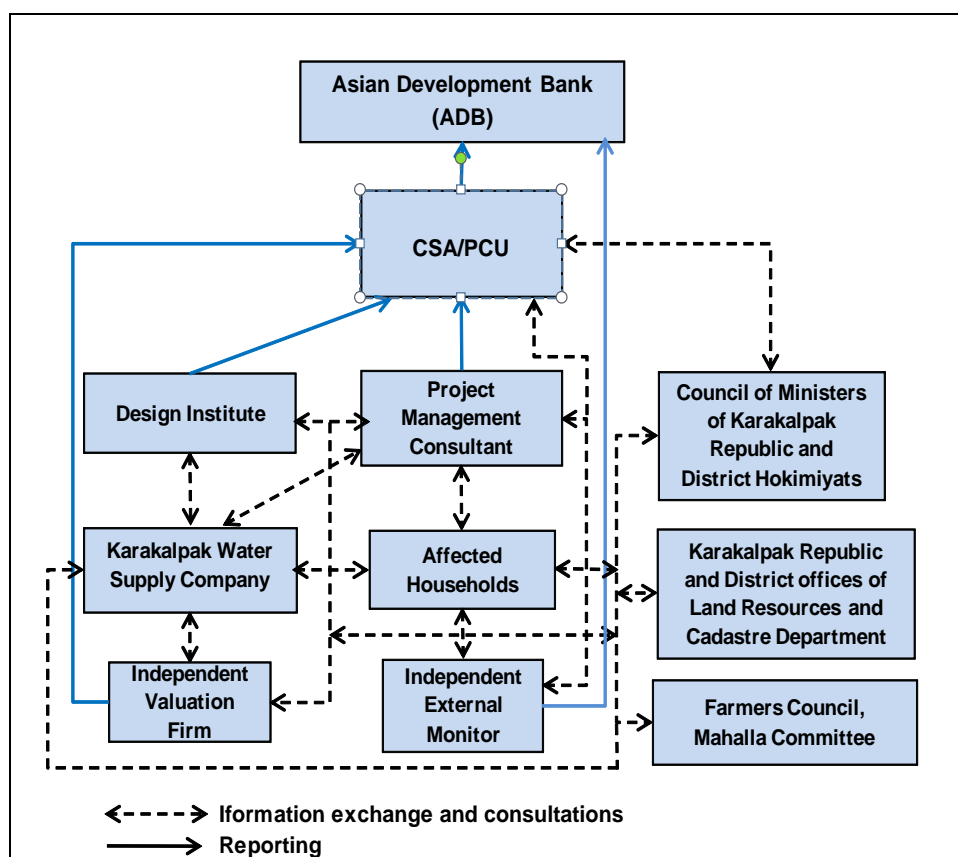 Asian Development Bank
(ADB)
CSA/PCU
Design Institute
Project
Management
Consultant
Council of Ministers
of Karakalpak
Republic and
District Hokimiyats
Karakalpak Water
Supply Company
Affected
Households
Karakalpak Republic
and District offices of
Land Resources and
Cadastre Department
Independent
Valuation
Firm
Independent
External
Monitor
Farmers Council,
Mahalla Committee
Iformation exchange and consultations
Reporting